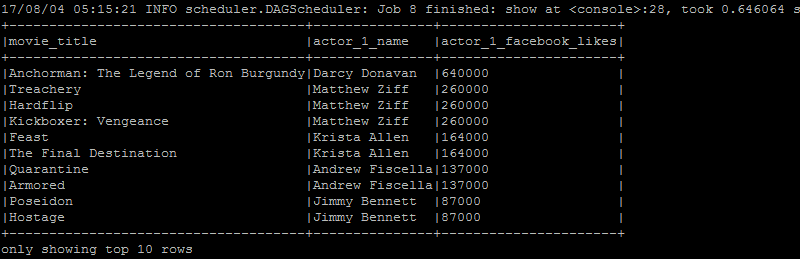 17/08/04 05:15:21 INFO scheduler.DAGScheduler: Job 8 finished: show at <console>:28, took 0.646064 s
+--------------------------------------+---------------+----------------------+
|movie_title                           |actor_1_name   |actor_1_facebook_likes|
+--------------------------------------+---------------+----------------------+
|Anchorman: The Legend of Ron Burgundy|Darcy Donavan  |640000                |
|Treachery                             |Matthew Ziff   |260000                |
|Hardflip                              |Matthew Ziff   |260000                |
|Kickboxer: Vengeance                  |Matthew Ziff   |260000                |
|Feast                                 |Krista Allen   |164000                |
|The Final Destination                 |Krista Allen   |164000                |
|Quarantine                            |Andrew Fiscella|137000                |
|Armored                               |Andrew Fiscella|137000                |
|Poseidon                              |Jimmy Bennett  |87000                 |
|Hostage                               |Jimmy Bennett  |87000                 |
+--------------------------------------+---------------+----------------------+
only showing top 10 rows